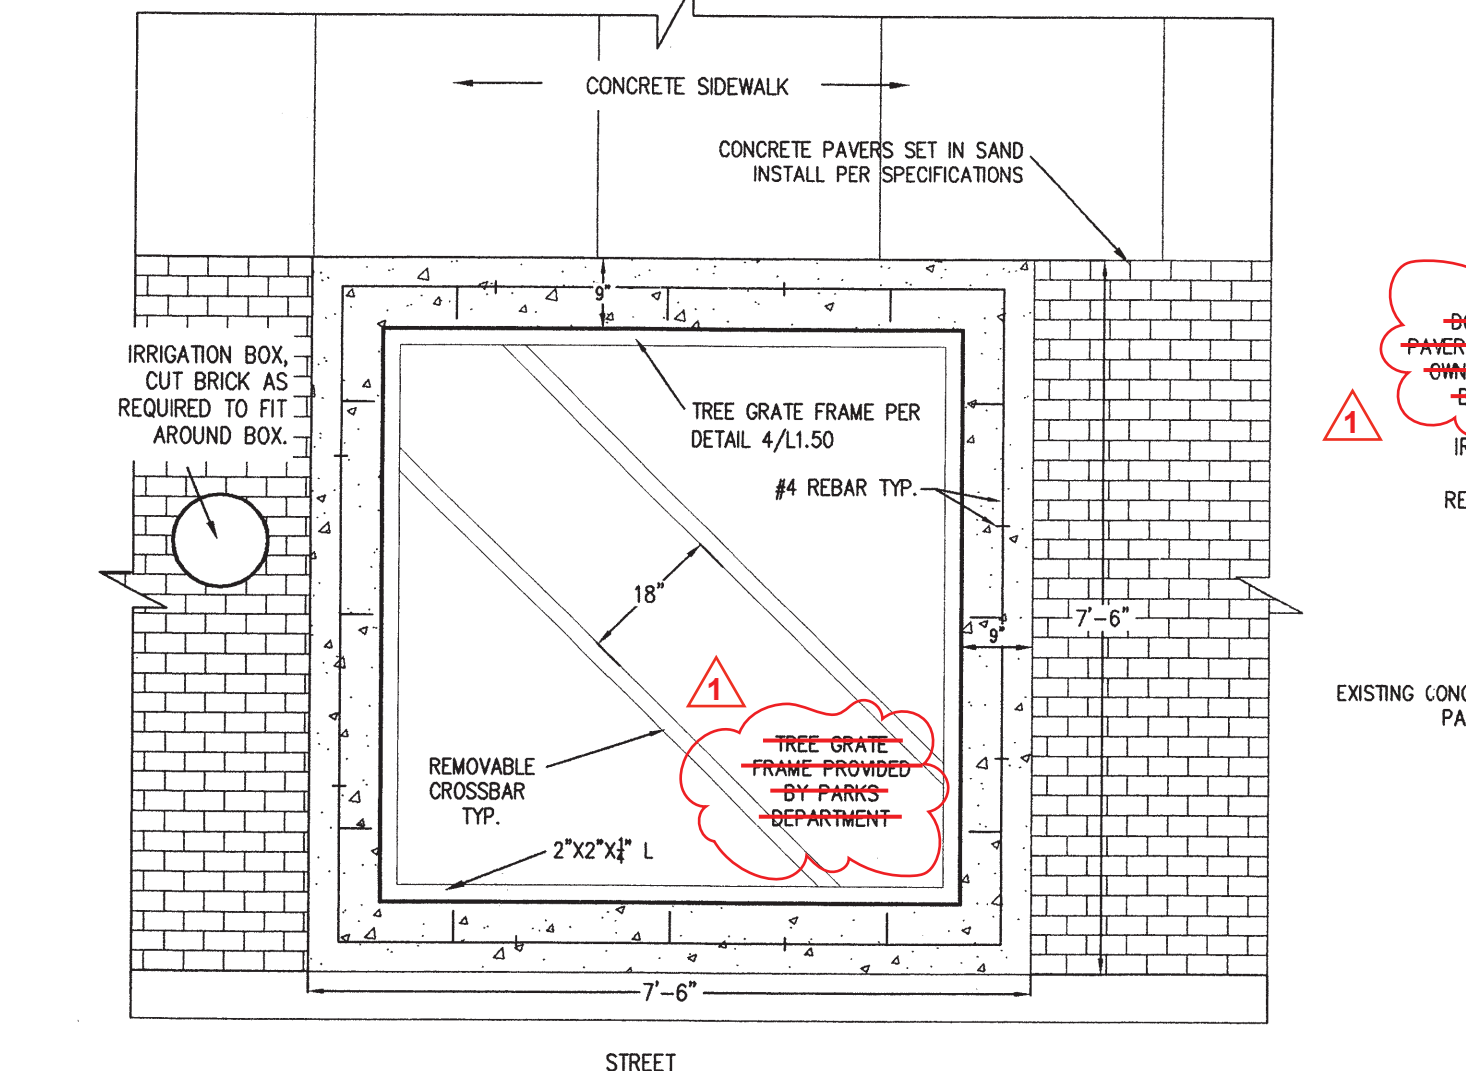 CONCRETE SIDEWALK
CONCRETE PAVERS SET IN SAND
INSTALL PER SPECIFICATIONS
9"
IRRIGATION BOX,
CUT BRICK AS
REQUIRED TO FIT
AROUND BOX.
TREE GRATE FRAME PER
DETAIL 4/L1.50
#4 REBAR TYP.
1
18"
7'-6"
9"
1
TREE GRATE
FRAME PROVIDED
BY PARKS
DEPARTMENT
REMOVABLE
CROSSBAR
TYP.
2"X2"X¼" L
7'-6"
STREET
EXISTING